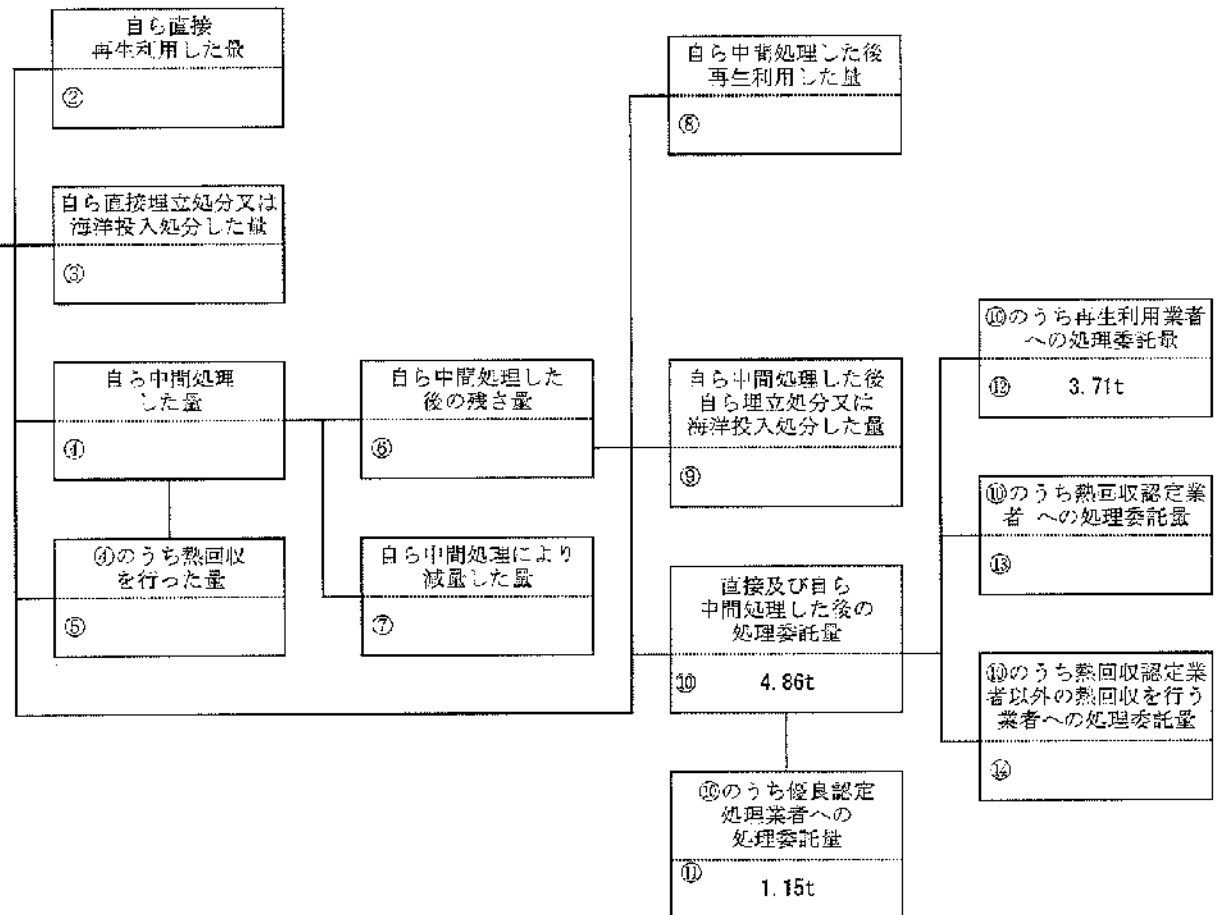 自ら直接
再生利用した量
②
自ら直接埋立処分又は
海洋投入処分した量
③
自ら中間処理
した量
④
④のうち熱回収
を行った量
⑤
自ら中間処理した
後の残さ量
⑥
自ら中間処理により
減量した量
⑦
自ら中間処理した後
再生利用した量
⑧
自ら中間処理した後
自ら埋立処分又は
海洋投入処分した量
⑨
直接及び自ら
中間処理した後の
処理委託量
⑩ 4.86t
⑩のうち優良認定
処理業者への
処理委託量
⑪ 1.15t
⑩のうち再生利用業者
への処理委託量
⑫ 3.71t
⑩のうち熱回収認定業
者 への処理委託量
⑬
⑩のうち熱回収認定業
者以外の熱回収を行う
業者への処理委託量
⑭